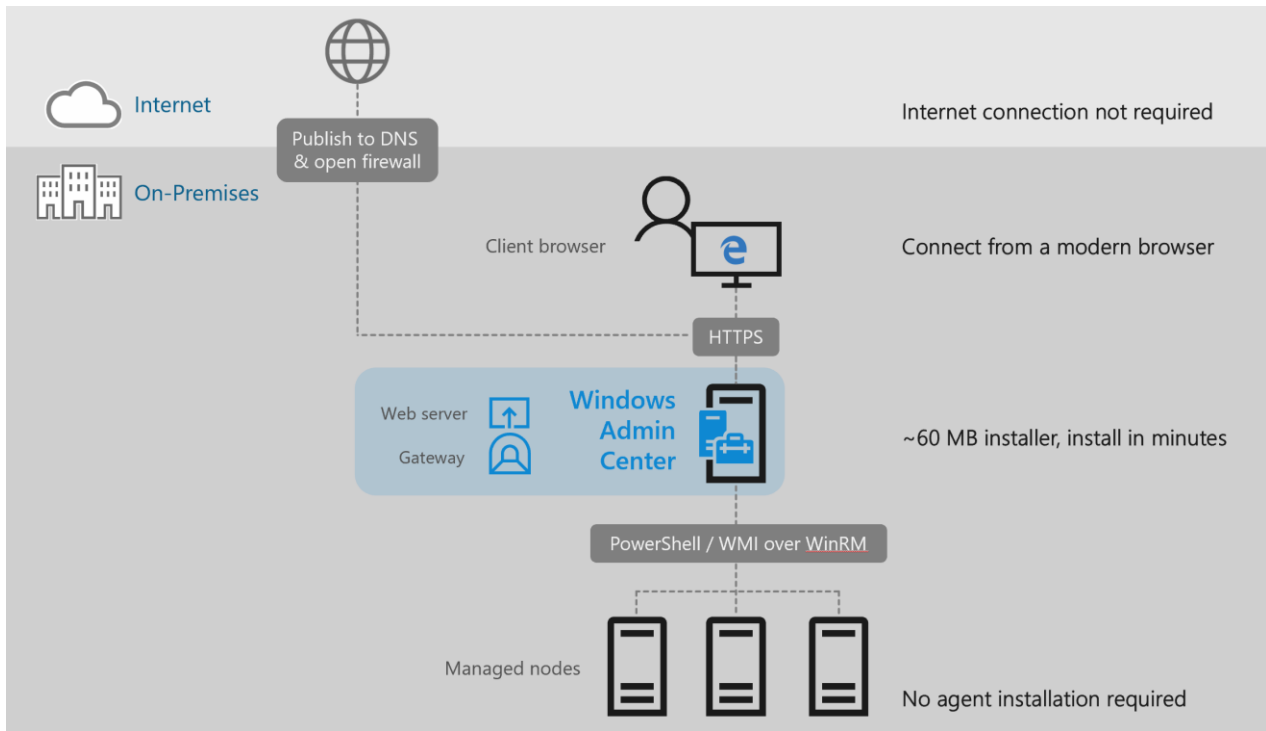 Internet
Publish to DNS
& open firewall
Internet connection not required
On-Premises
Client browser
Connect from a modern browser
HTTPS
Web server
Gateway
Windows
Admin
Center
~60 MB installer, install in minutes
PowerShell / WMI over WinRM
Managed nodes
No agent installation required